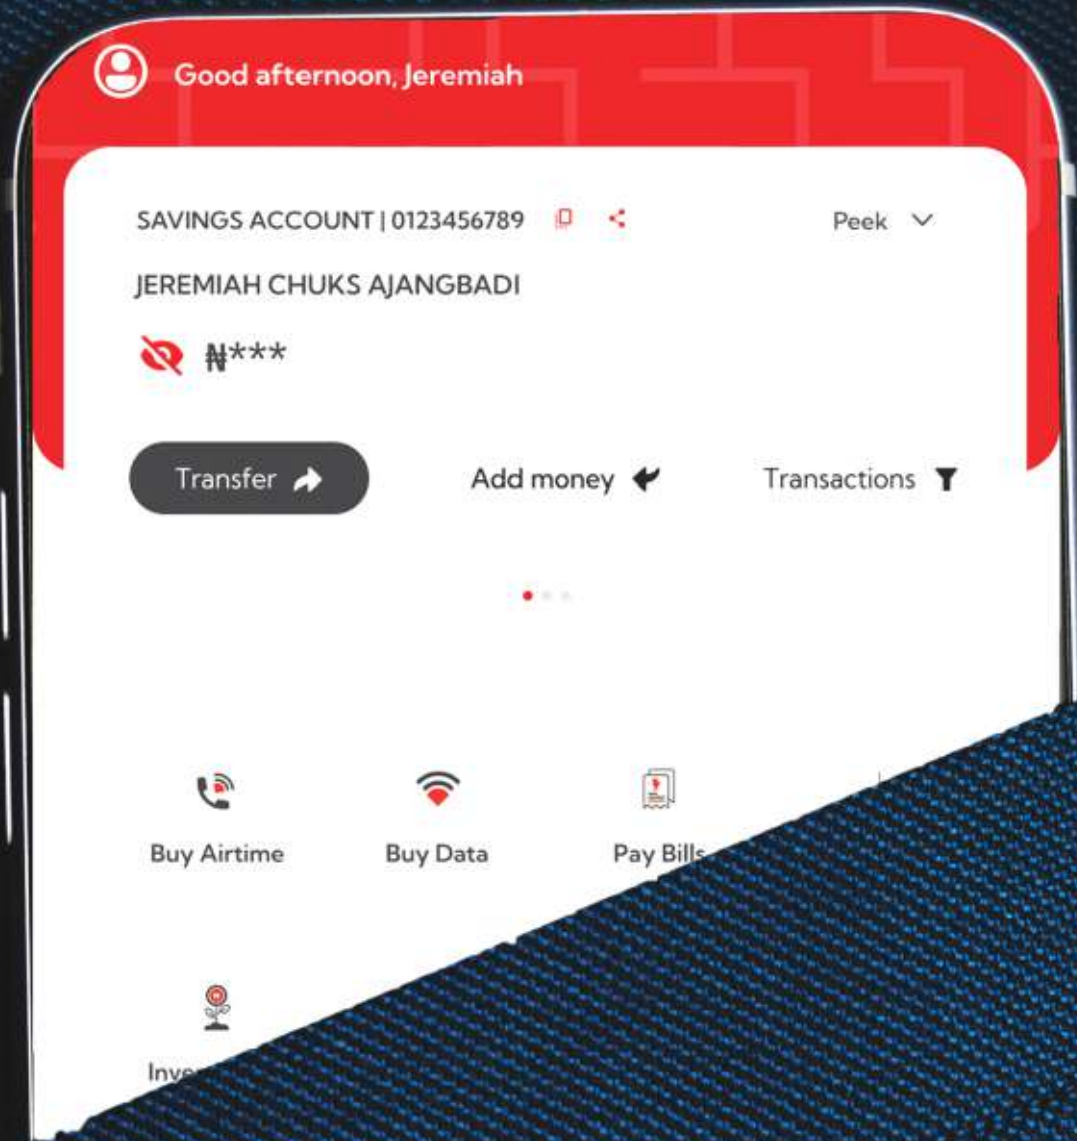 Good afternoon, Jeremiah
SAVINGS ACCOUNT | 0123456789
Peek
JEREMIAH CHUKS AJANGBADI
₦***
Transfer
Add money
Transactions
Buy Airtime
Buy Data
Pay Bills